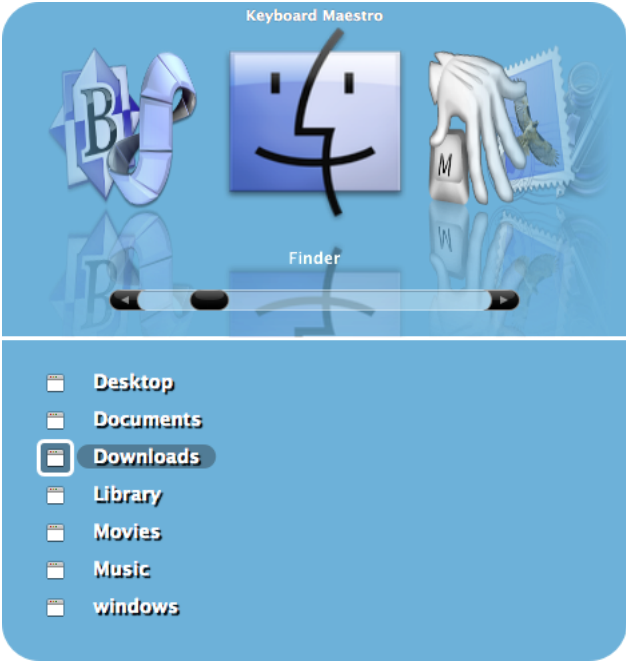 Keyboard Maestro
B
M
Finder
Desktop
Documents
Downloads
Library
Movies
Music
windows